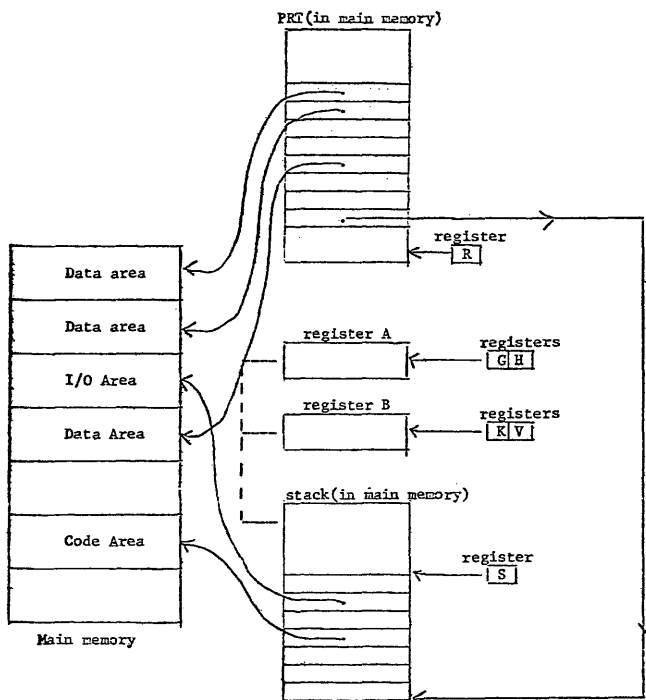 PRT(in main memory)
register
R
Data area
Data area
I/O Area
Data Area
Code Area
Main memory
register A
registers
G H
register B
registers
K V
stack(in main memory)
register
S